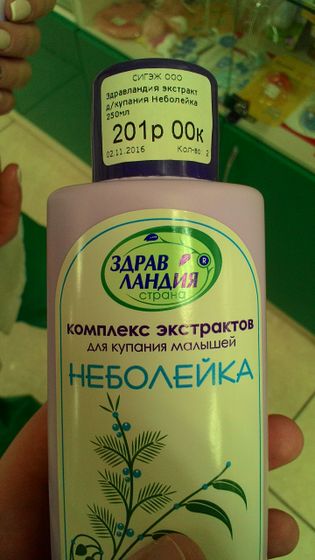 СИГЭЖ ООО
Здравландия экстракт
д/купания Неболейка
250мл
201р 00к
02.11.2016 Кол-во 2
ЗДРАВ
ЛАНДИЯ ®
страна
комплекс экстрактов
для купания малышей
НЕБОЛЕЙКА